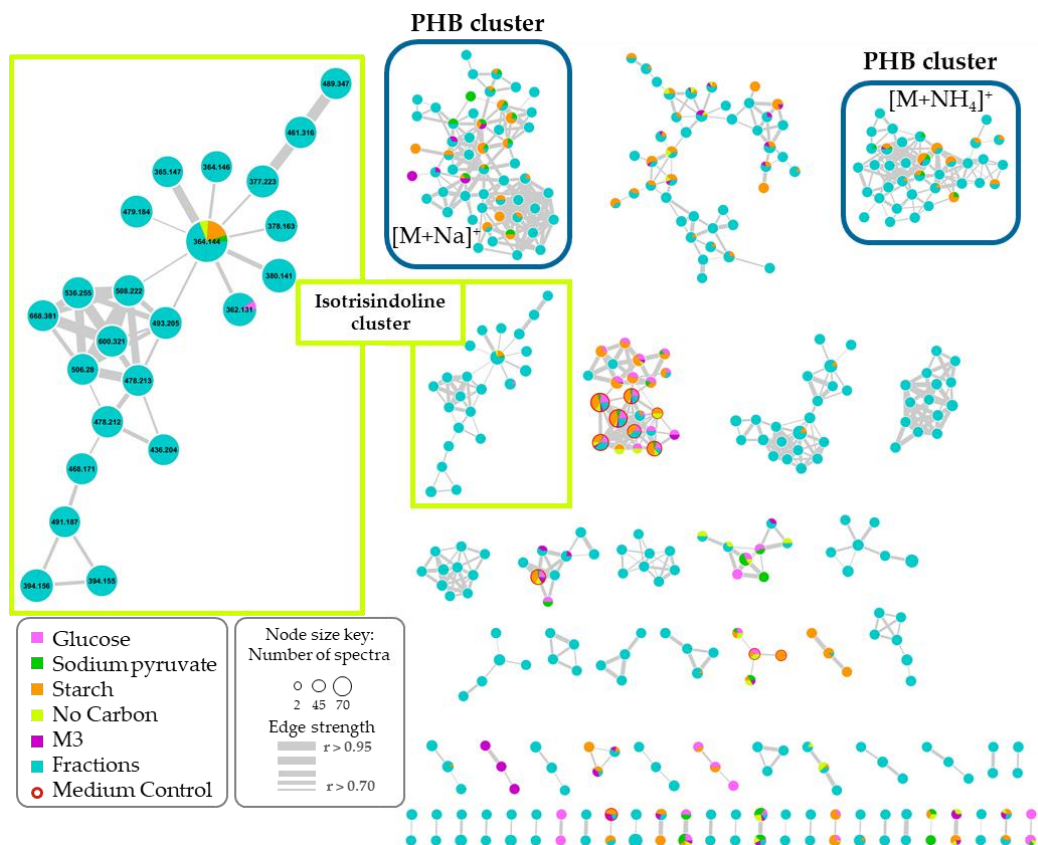 PHB cluster
[M+Na]⁺
PHB cluster
[M+NH₄]⁺
489.347
461.316
377.223
364.146
365.147
479.184
364.144
378.163
380.141
362.131
508.222
536.255
668.381
493.205
600.321
506.29
478.213
478.212
436.204
468.171
491.187
394.156
394.155
Isotrisindoline
cluster
Glucose
Sodium pyruvate
Starch
No Carbon
M3
Fractions
Medium Control
Node size key:
Number of spectra
2 45 70
Edge strength
r > 0.95
r > 0.70